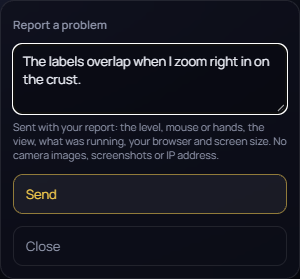 Report a problem
The labels overlap when I zoom right in on
the crust.
Sent with your report: the level, mouse or hands, the
view, what was running, your browser and screen size. No
camera images, screenshots or IP address.
Send
Close